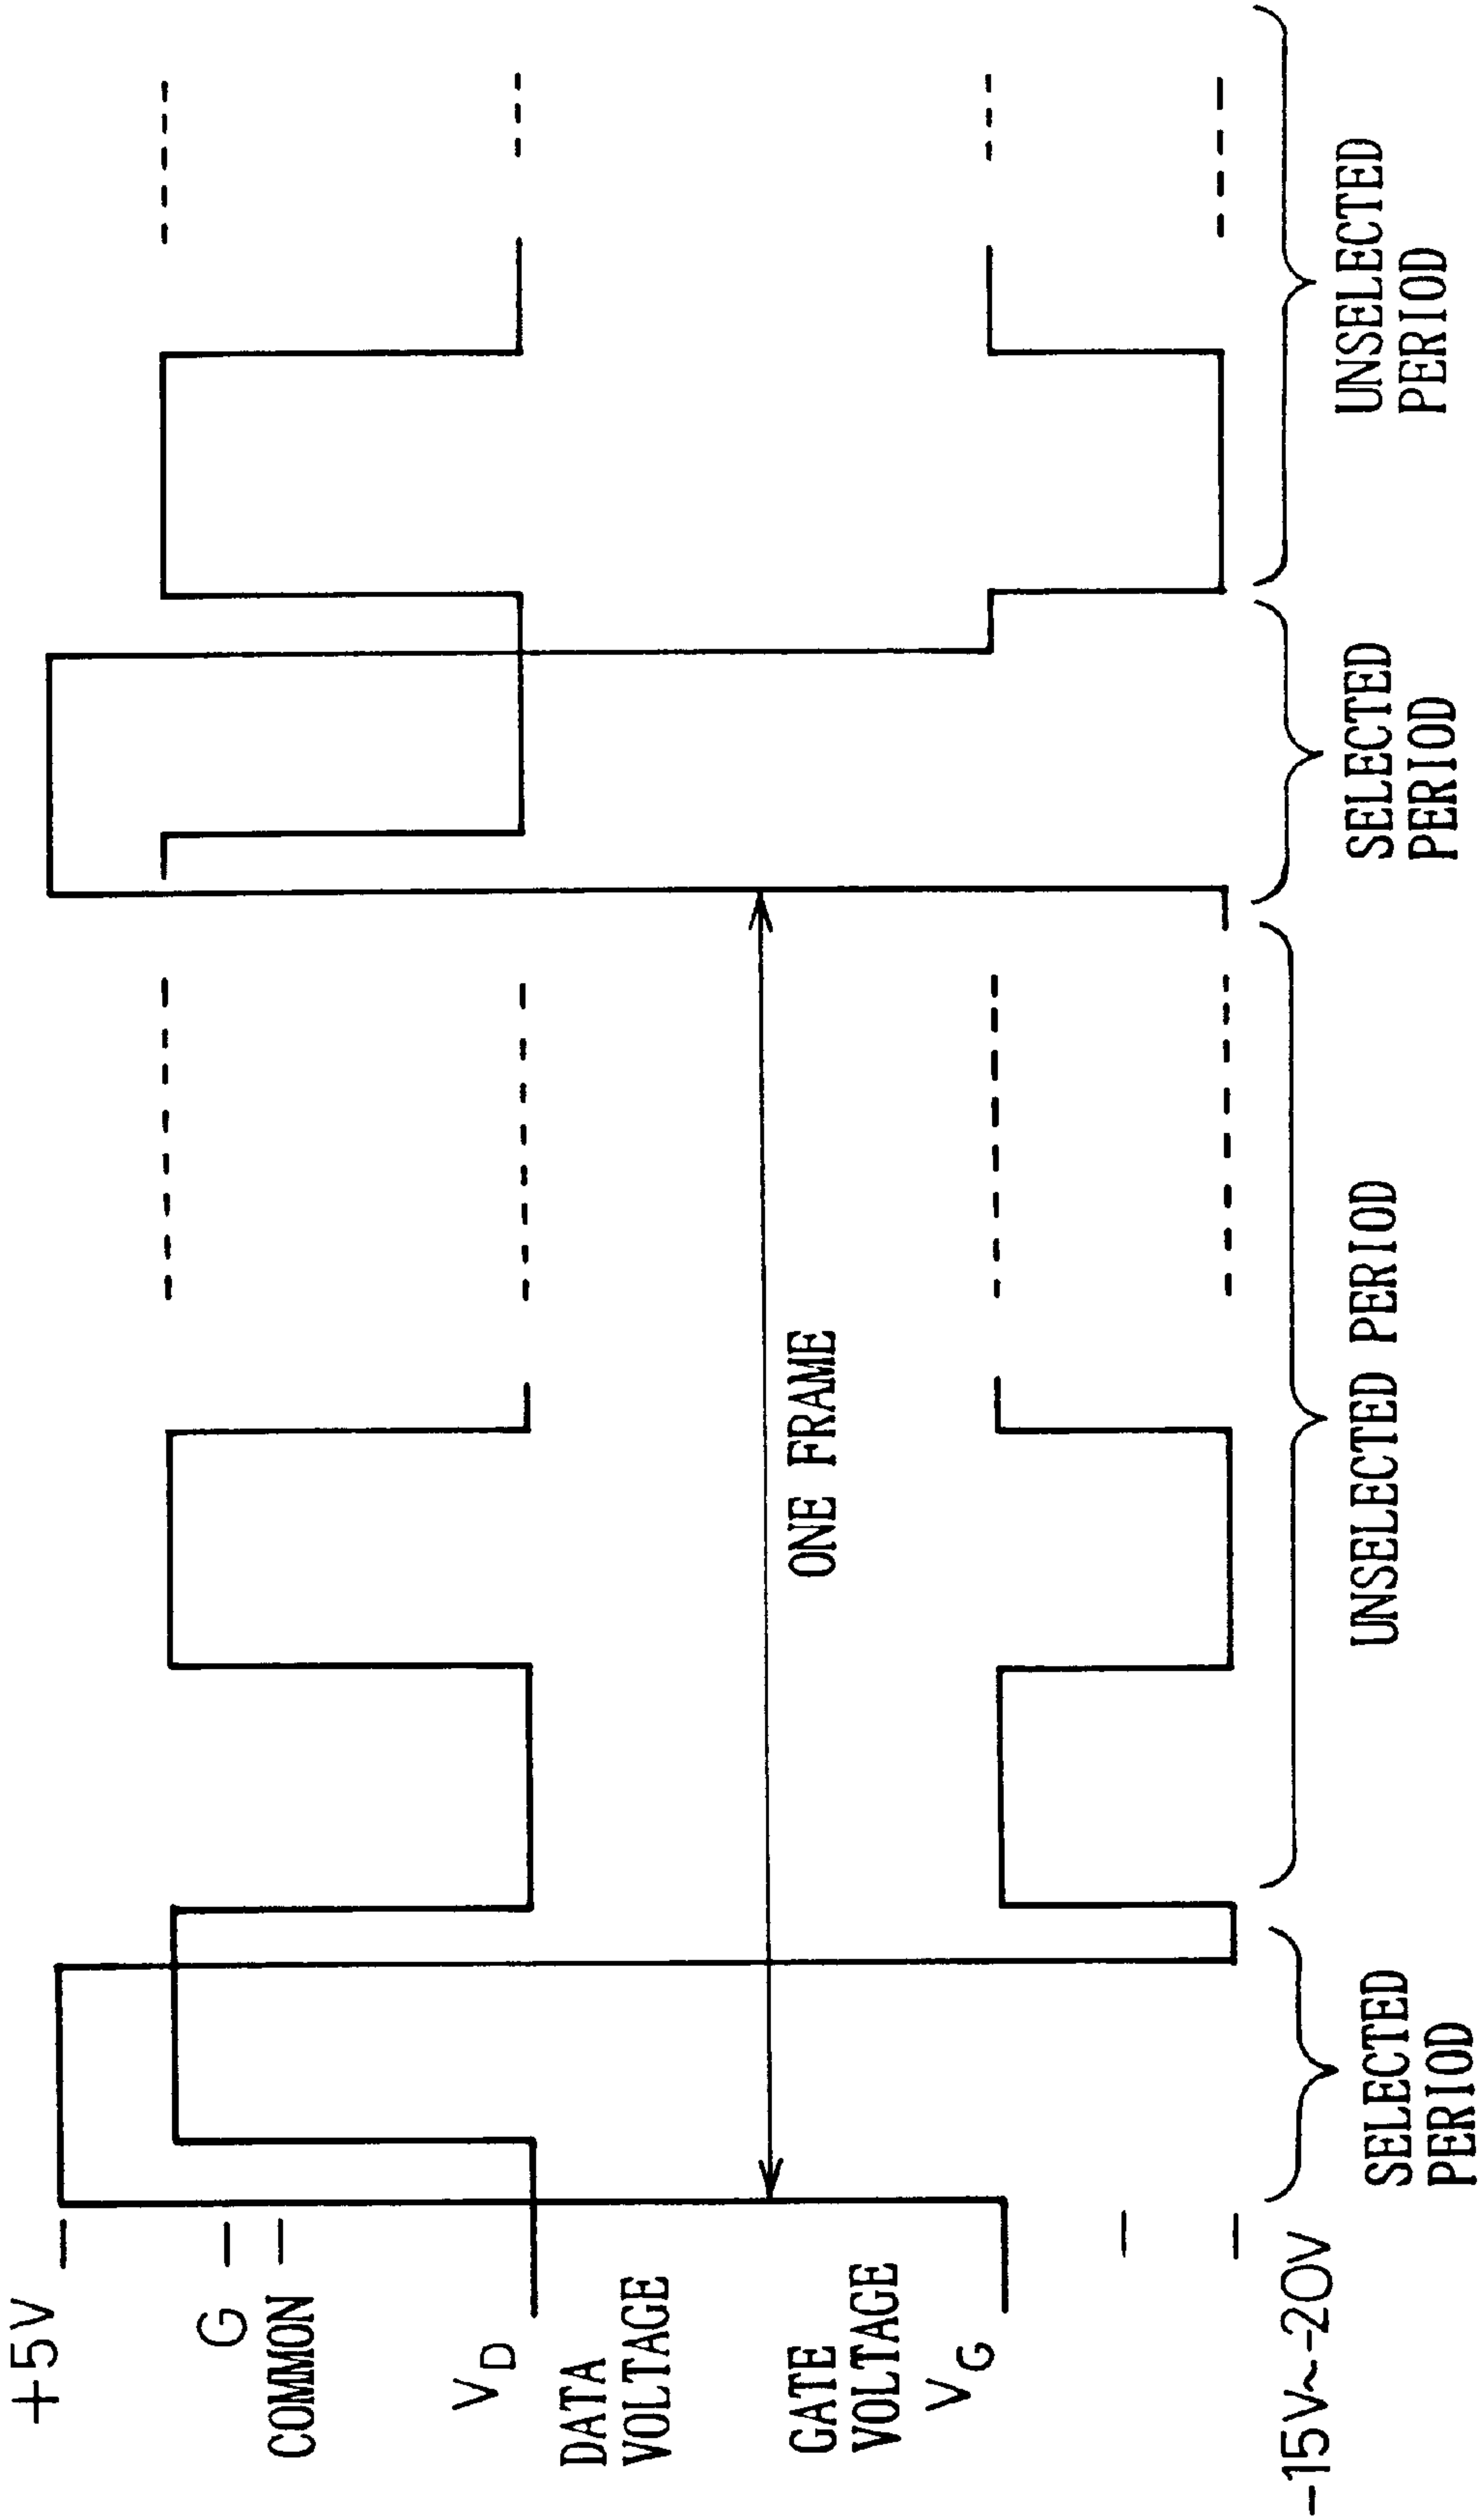 +5V
G
COMMON
VD
DATA
VOLTAGE
GATE
VOLTAGE
VG
-15V~-20V
ONE FRAME
SELECTED
PERIOD
UNSELECTED PERIOD
SELECTED
PERIOD
UNSELECTED
PERIOD